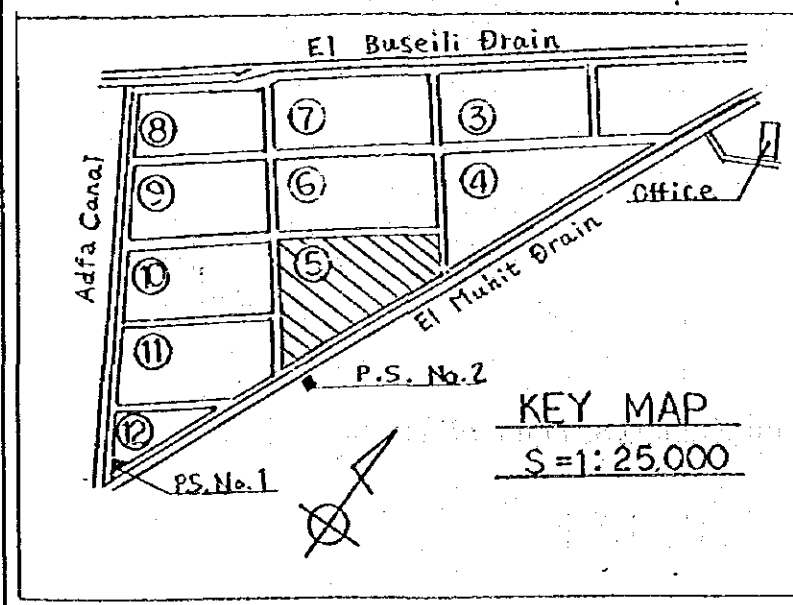 El Buseili Drain
⑧
⑦
③
⑨
⑥
④
Office
Adfa Canal
⑤
⑩
El Muhit Drain
⑪
P.S. No.2
⑫
P.S. No.1
KEY MAP
S=1:25,000